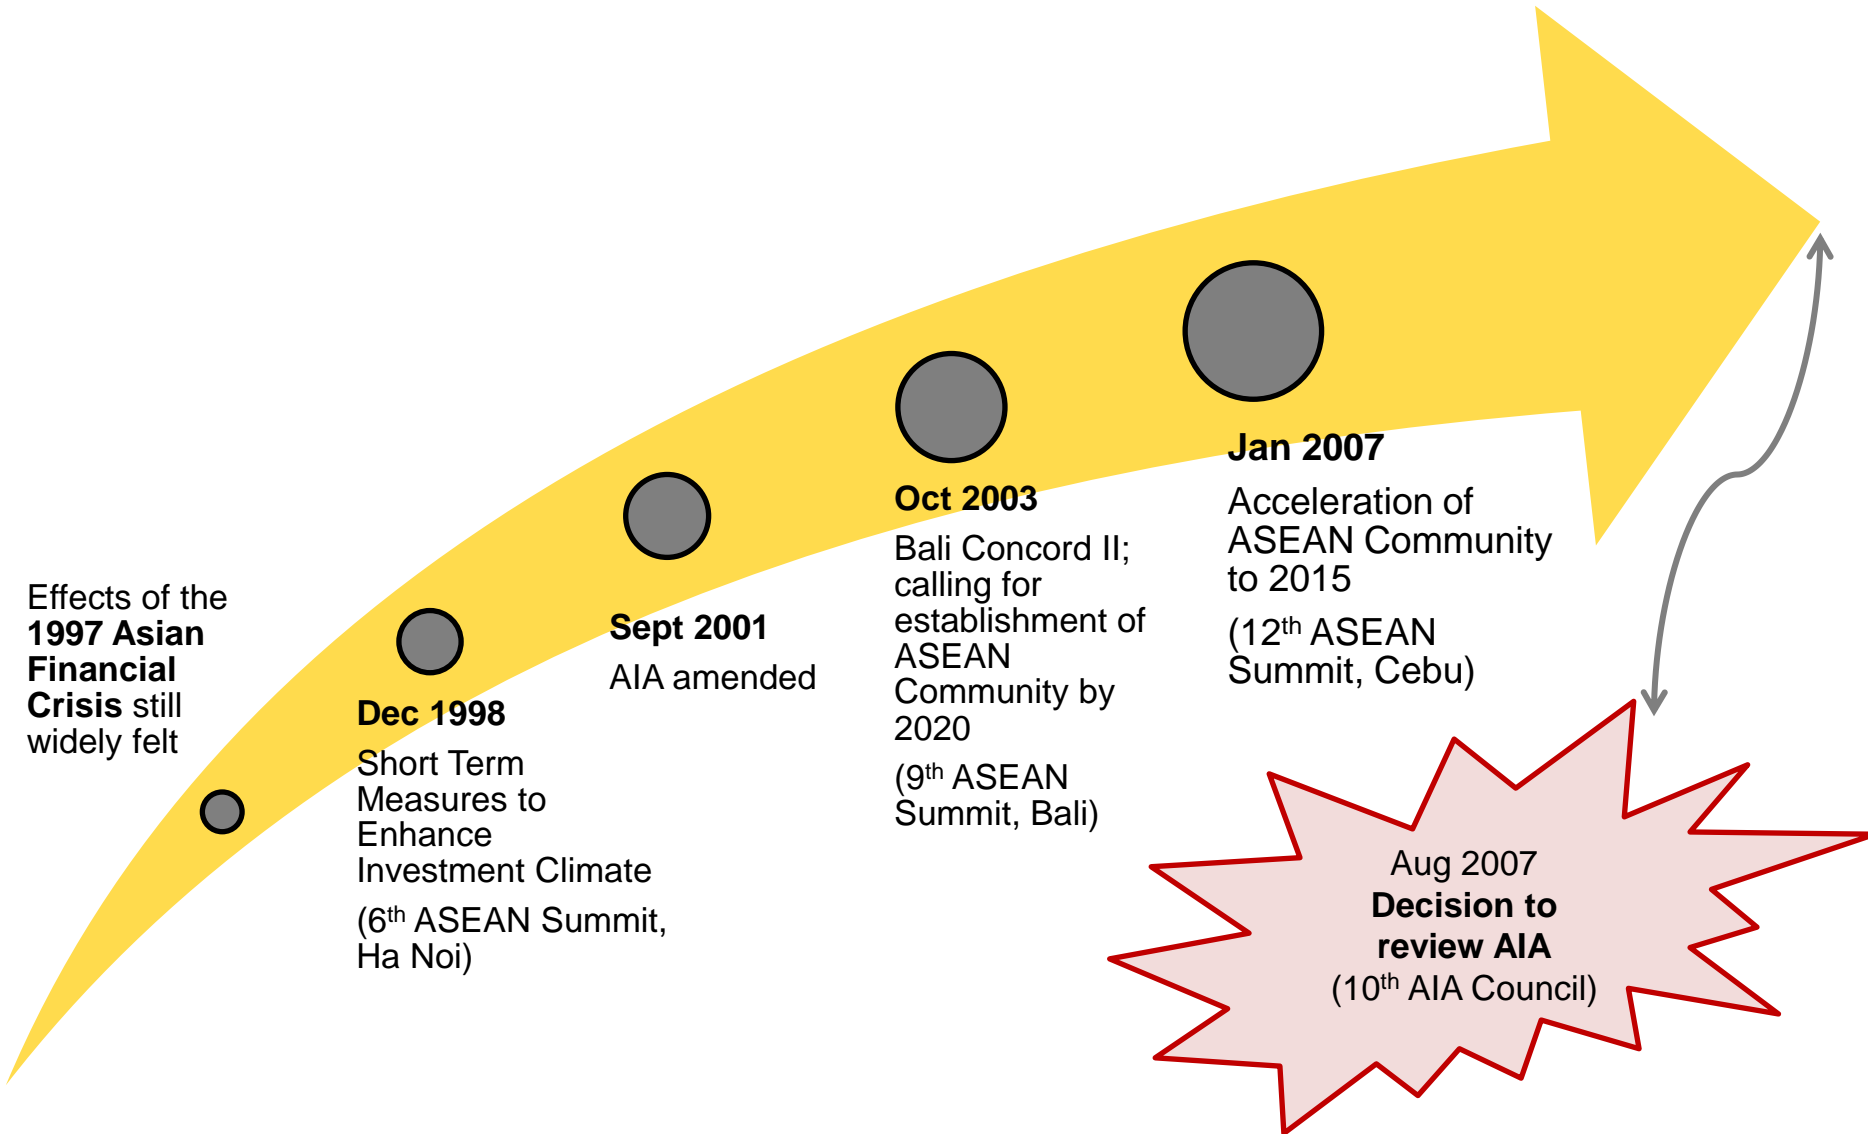 Effects of the
1997 Asian
Financial
Crisis still
widely felt
Dec 1998
Short Term
Measures to
Enhance
Investment Climate
(6th ASEAN Summit,
Ha Noi)
Sept 2001
AIA amended
Oct 2003
Bali Concord II;
calling for
establishment of
ASEAN
Community by
2020
(9th ASEAN
Summit, Bali)
Jan 2007
Acceleration of
ASEAN Community
to 2015
(12th ASEAN
Summit, Cebu)
Aug 2007
Decision to
review AIA
(10th AIA Council)